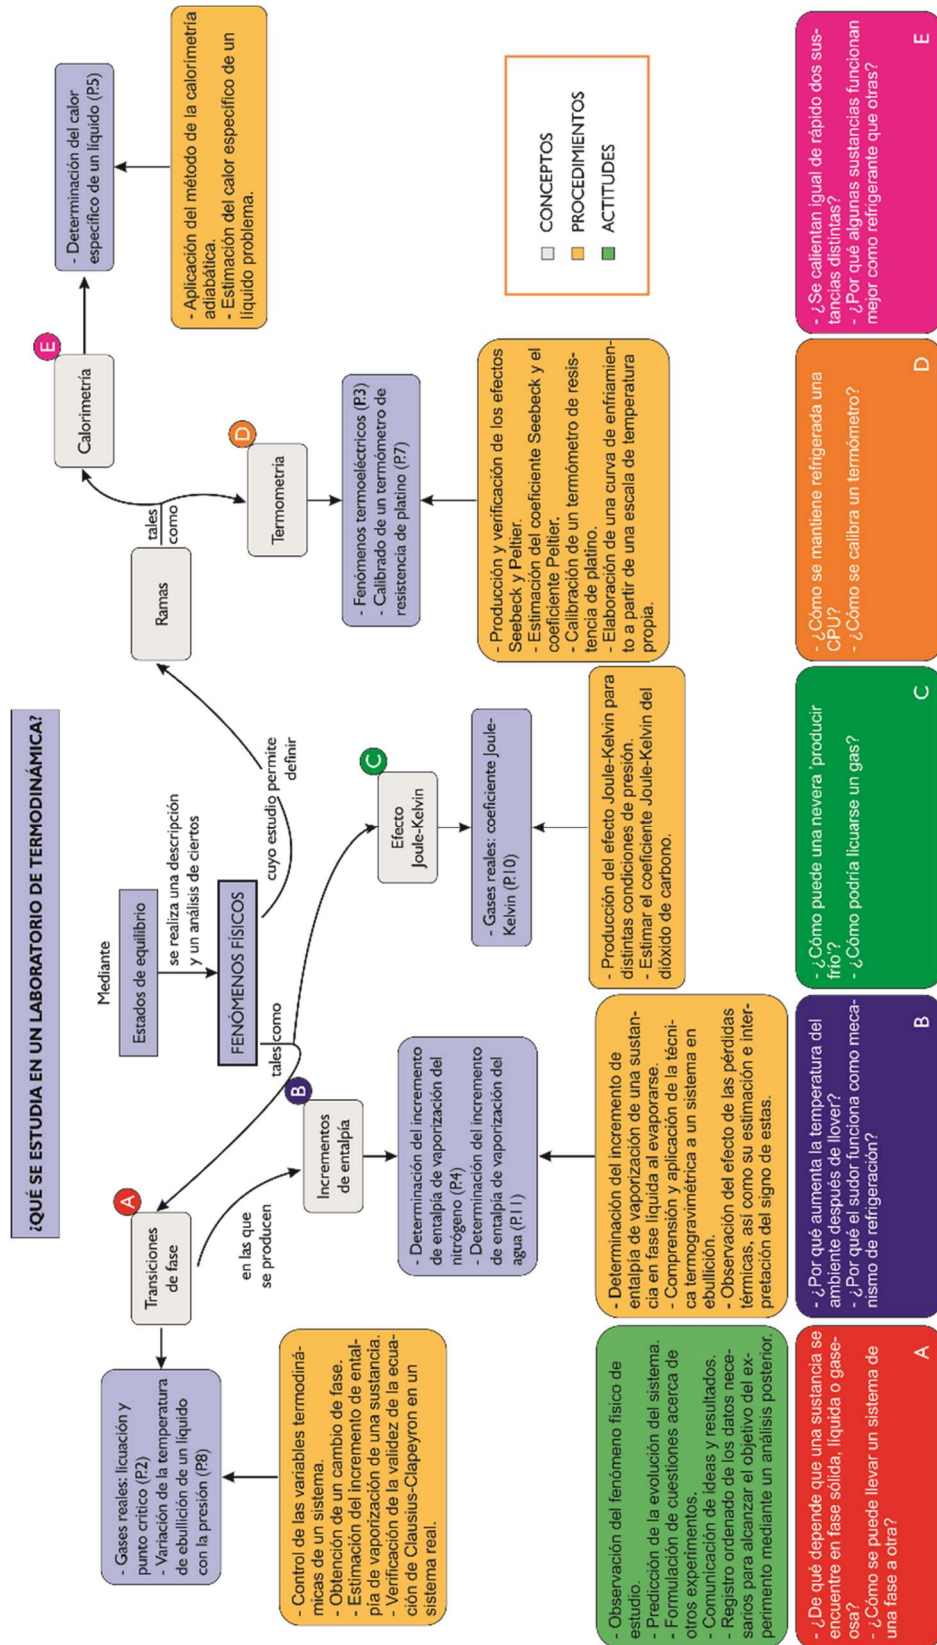 ¿QUÉ SE ESTUDIA EN UN LABORATORIO DE TERMODINÁMICA?
Mediante
Estados de equilibrio
se realiza una descripción
y un análisis de ciertos
FENÓMENOS FÍSICOS
tales como
cuyo estudio permite
definir
Ramas
tales
como
A
Transiciones
de fase
en las que
se producen
B
Incrementos
de entalpía
C
Efecto
Joule-Kelvin
D
Termometría
E
Calorimetría
- Gases reales: licuación y
punto crítico (P.2)
- Variación de la temperatura
de ebullición de un líquido
con la presión (P.8)
- Control de las variables termodiná-
micas de un sistema.
- Obtención de un cambio de fase.
- Estimación del incremento de ental-
pía de vaporización de una sustancia.
- Verificación de la validez de la ecua-
ción de Clausius-Clapeyron en un
sistema real.
- Determinación del incremento
de entalpía de vaporización del
nitrógeno (P.4)
- Determinación del incremento
de entalpía de vaporización del
agua (P.11)
- Determinación del incremento de
entalpía de vaporización de una sustan-
cia en fase líquida al evaporarse.
- Comprensión y aplicación de la técni-
ca termogravimétrica a un sistema en
ebullición.
- Observación del efecto de las pérdidas
térmicas, así como su estimación e inter-
pretación del signo de estas.
- Gases reales: coeficiente Joule-
Kelvin (P.10)
- Producción del efecto Joule-Kelvin para
distintas condiciones de presión.
- Estimar el coeficiente Joule-Kelvin del
dióxido de carbono.
- Fenómenos termoeléctricos (P.3)
- Calibrado de un termómetro de
resistencia de platino (P.7)
- Producción y verificación de los efectos
Seebeck y Peltier.
- Estimación del coeficiente Seebeck y el
coeficiente Peltier.
- Calibración de un termómetro de resis-
tencia de platino.
- Elaboración de una curva de enfriamien-
to a partir de una escala de temperatura
propia.
- Determinación del calor
específico de un líquido (P.5)
- Aplicación del método de la calorimetría
adiabática.
- Estimación del calor específico de un
líquido problema.
CONCEPTOS
PROCEDIMIENTOS
ACTITUDES
- Observación del fenómeno físico de
estudio.
- Predicción de la evolución del sistema.
- Formulación de cuestiones acerca de
otros experimentos.
- Comunicación de ideas y resultados.
- Registro ordenado de los datos nece-
sarios para alcanzar el objetivo del ex-
perimento mediante un análisis posterior.
- ¿De qué depende que una sustancia se
encuentre en fase sólida, líquida o gase-
osa?
- ¿Cómo se puede llevar un sistema de
una fase a otra?
A
- ¿Por qué aumenta la temperatura del
ambiente después de llover?
- ¿Por qué el sudor funciona como meca-
nismo de refrigeración?
B
- ¿Cómo puede una nevera 'producir
frío'?
- ¿Cómo podría licuarse un gas?
C
- ¿Cómo se mantiene refrigerada una
CPU?
- ¿Cómo se calibra un termómetro?
D
- ¿Se calientan igual de rápido dos sus-
tancias distintas?
- ¿Por qué algunas sustancias funcionan
mejor como refrigerante que otras?
E